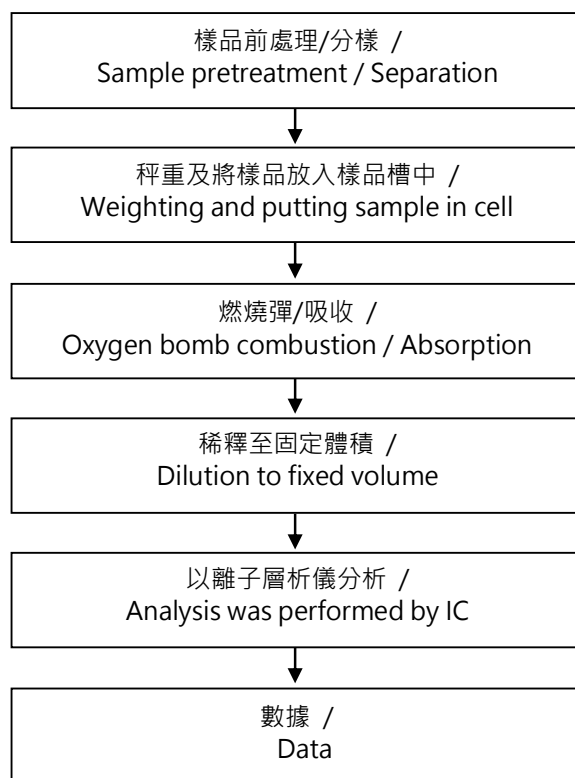 樣品前處理/分樣 /
Sample pretreatment / Separation
秤重及將樣品放入樣品槽中 /
Weighting and putting sample in cell
燃燒彈/吸收 /
Oxygen bomb combustion / Absorption
稀釋至固定體積 /
Dilution to fixed volume
以離子層析儀分析 /
Analysis was performed by IC
數據 /
Data